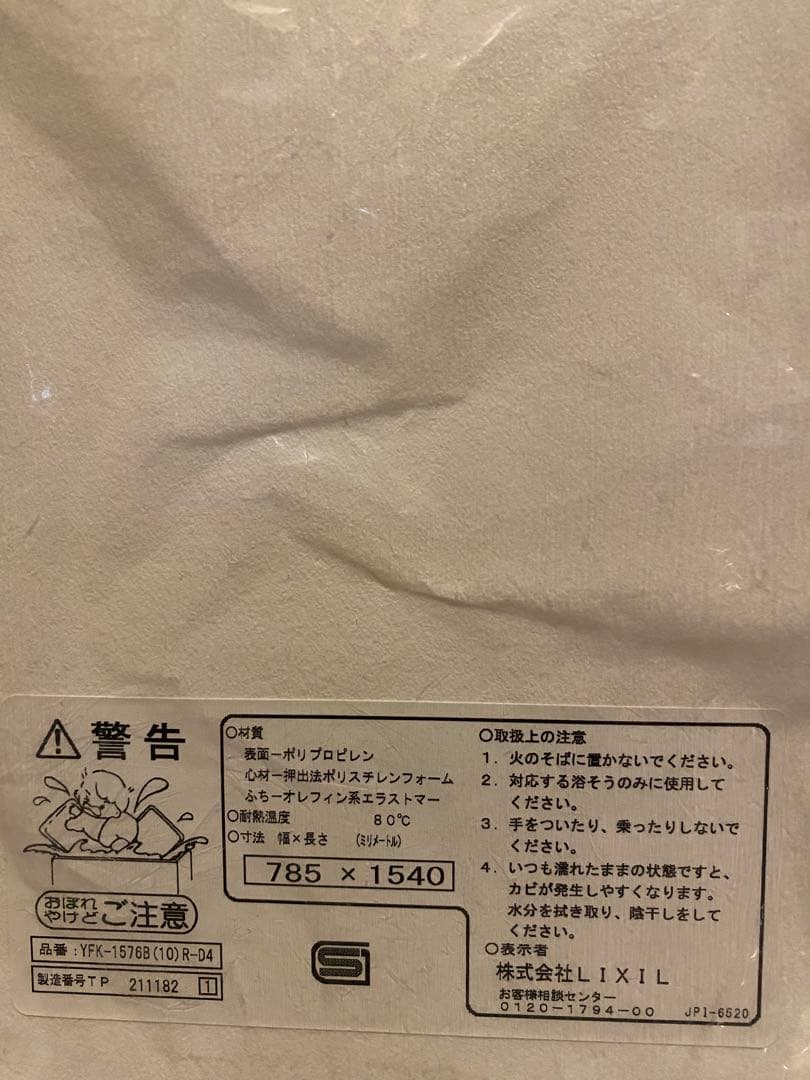 警告
おぼれ
やけど ご注意
品番：YFK-1576B(10)R-D4
製造番号TP 211182 1
○材質
表面－ポリプロピレン
心材－押出法ポリスチレンフォーム
ふち－オレフィン系エラストマー
○耐熱温度 80℃
○寸法 幅×長さ (ﾐﾘﾒｰﾄﾙ)
785 × 1540
○取扱上の注意
1．火のそばに置かないでください。
2．対応する浴そうのみに使用して
ください。
3．手をついたり、乗ったりしないで
ください。
4．いつも濡れたままの状態ですと、
カビが発生しやすくなります。
水分を拭き取り、陰干しをして
ください。
○表示者
株式会社ＬＩＸＩＬ
お客様相談センター
0120-1794-00 JPI-6520